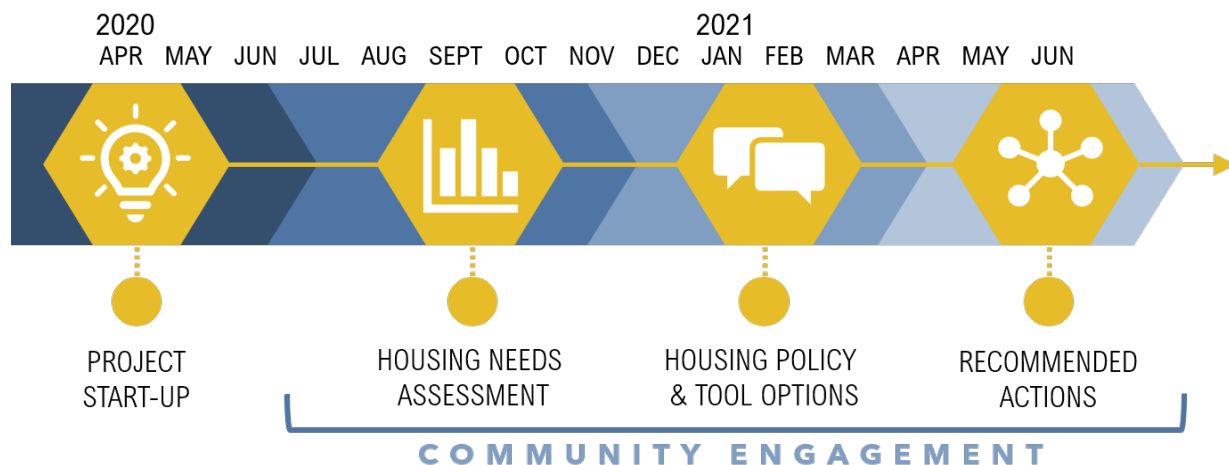 2020 2021
APR MAY JUN JUL AUG SEPT OCT NOV DEC JAN FEB MAR APR MAY JUN
PROJECT
START-UP
HOUSING NEEDS
ASSESSMENT
HOUSING POLICY
& TOOL OPTIONS
RECOMMENDED
ACTIONS
COMMUNITY ENGAGEMENT